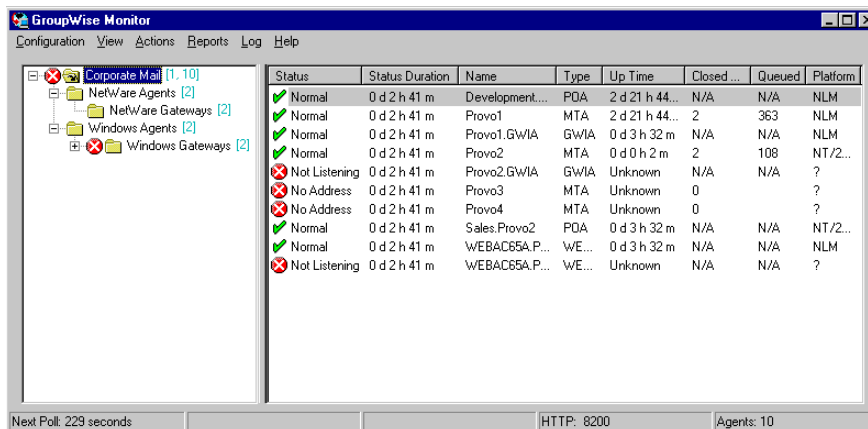 GroupWise Monitor
Configuration View Actions Reports Log Help
Corporate Mail [1, 10]
NetWare Agents [2]
NetWare Gateways [2]
Windows Agents [2]
Windows Gateways [2]
Status Status Duration Name Type Up Time Closed ... Queued Platform
Normal 0 d 2 h 41 m Development.... POA 2 d 21 h 44... N/A N/A NLM
Normal 0 d 2 h 41 m Provo1 MTA 2 d 21 h 44... 2 363 NLM
Normal 0 d 2 h 41 m Provo1.GWIA GWIA 0 d 3 h 32 m N/A N/A NLM
Normal 0 d 2 h 41 m Provo2 MTA 0 d 0 h 2 m 2 108 NT/2...
Not Listening 0 d 2 h 41 m Provo2.GWIA GWIA Unknown N/A N/A ?
No Address 0 d 2 h 41 m Provo3 MTA Unknown 0 ?
No Address 0 d 2 h 41 m Provo4 MTA Unknown 0 ?
Normal 0 d 2 h 41 m Sales.Provo2 POA 0 d 3 h 32 m N/A N/A NT/2...
Normal 0 d 2 h 41 m WEBAC65A.P... WE... 0 d 3 h 32 m N/A N/A NLM
Not Listening 0 d 2 h 41 m WEBAC65A.P... WE... Unknown N/A N/A ?
Next Poll: 229 seconds HTTP: 8200 Agents: 10